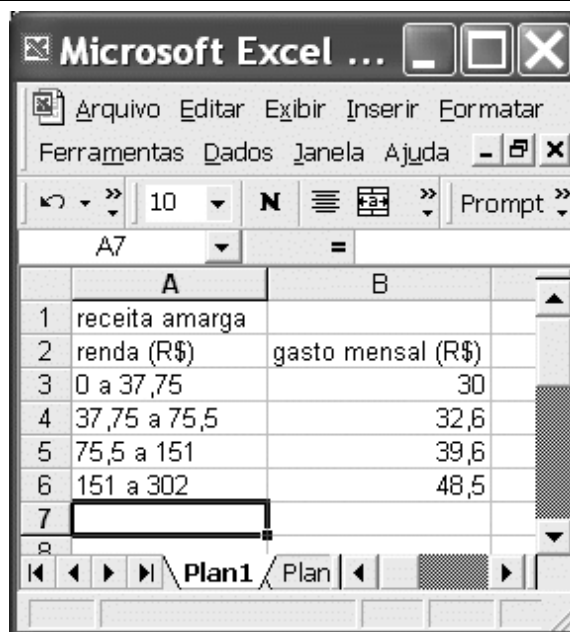 Microsoft Excel ...
Arquivo Editar Exibir Inserir Formatar
Ferramentas Dados Janela Ajuda
10 N Prompt
A7 =
A B
1 receita amarga
2 renda (R$) gasto mensal (R$)
3 0 a 37,75 30
4 37,75 a 75,5 32,6
5 75,5 a 151 39,6
6 151 a 302 48,5
7
8
Plan1 Plan